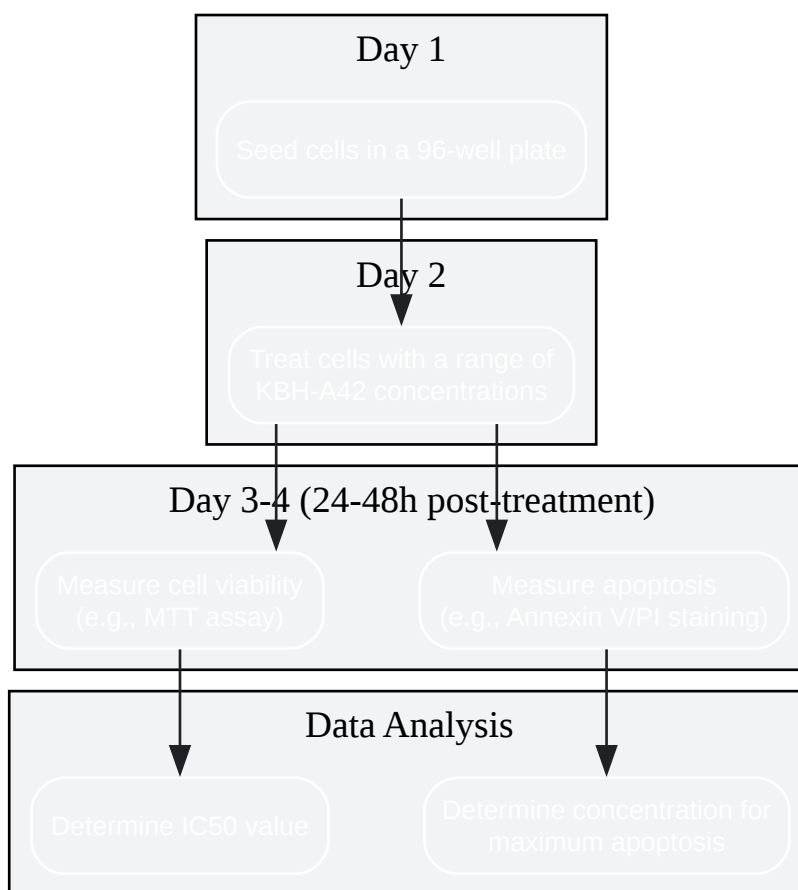 Day 1
Seed cells in a 96-well plate
Day 2
Treat cells with a range of
KBH-A42 concentrations
Day 3-4 (24-48h post-treatment)
Measure cell viability
(e.g., MTT assay)
Measure apoptosis
(e.g., Annexin V/PI staining)
Data Analysis
Determine IC50 value
Determine concentration for
maximum apoptosis